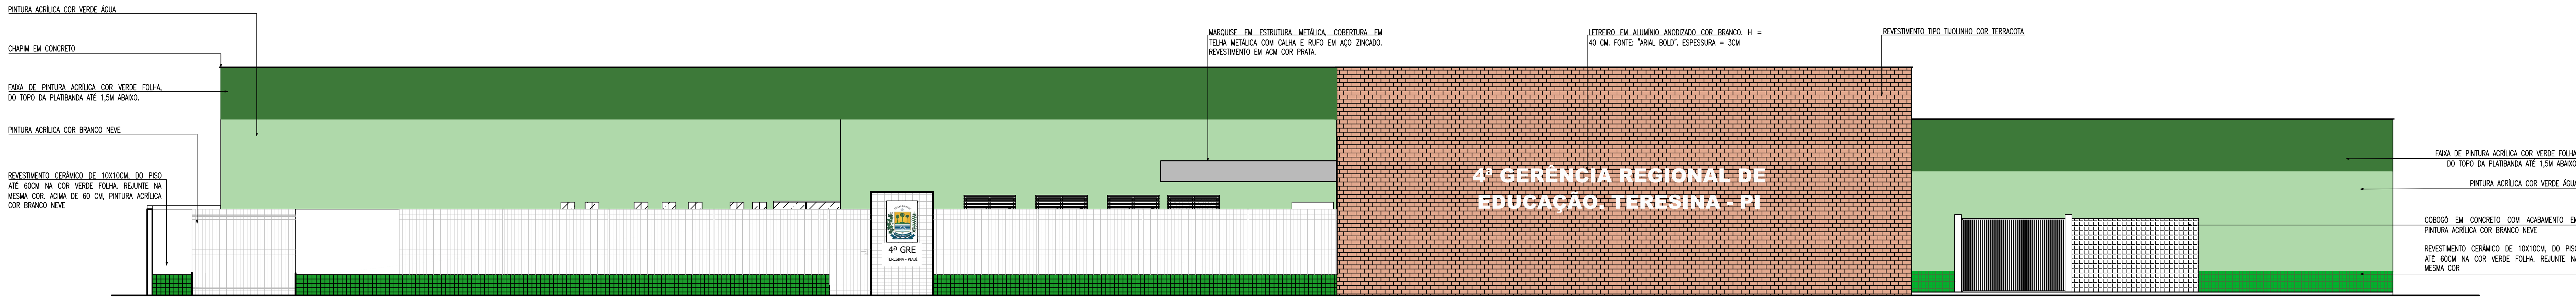 PINTURA ACRÍLICA COR VERDE ÁGUA
CHAPIM EM CONCRETO
FAIXA DE PINTURA ACRÍLICA COR VERDE FOLHA,
DO TOPO DA PLATIBANDA ATÉ 1,5M ABAIXO.
PINTURA ACRÍLICA COR BRANCO NEVE
REVESTIMENTO CERÂMICO DE 10X10CM, DO PISO
ATÉ 60CM NA COR VERDE FOLHA. REJUNTE NA
MESMA COR. ACIMA DE 60 CM, PINTURA ACRÍLICA
COR BRANCO NEVE
4ª GRE
TERESINA - PIAUÍ
MARQUISE EM ESTRUTURA METÁLICA, COBERTURA EM
TELHA METÁLICA COM CALHA E RUFO EM AÇO ZINCADO.
REVESTIMENTO EM ACM COR PRATA.
LETREIRO EM ALUMÍNIO ANODIZADO COR BRANCO. H =
40 CM. FONTE: "ARIAL BOLD". ESPESSURA = 3CM
4ª GERÊNCIA REGIONAL DE
EDUCAÇÃO. TERESINA - PI
REVESTIMENTO TIPO TIJOLINHO COR TERRACOTA
FAIXA DE PINTURA ACRÍLICA COR VERDE FOLHA
DO TOPO DA PLATIBANDA ATÉ 1,5M ABAIXO
PINTURA ACRÍLICA COR VERDE ÁGUA
COBOGÓ EM CONCRETO COM ACABAMENTO EM
PINTURA ACRÍLICA COR BRANCO NEVE
REVESTIMENTO CERÂMICO DE 10X10CM, DO PISO
ATÉ 60CM NA COR VERDE FOLHA. REJUNTE NA
MESMA COR